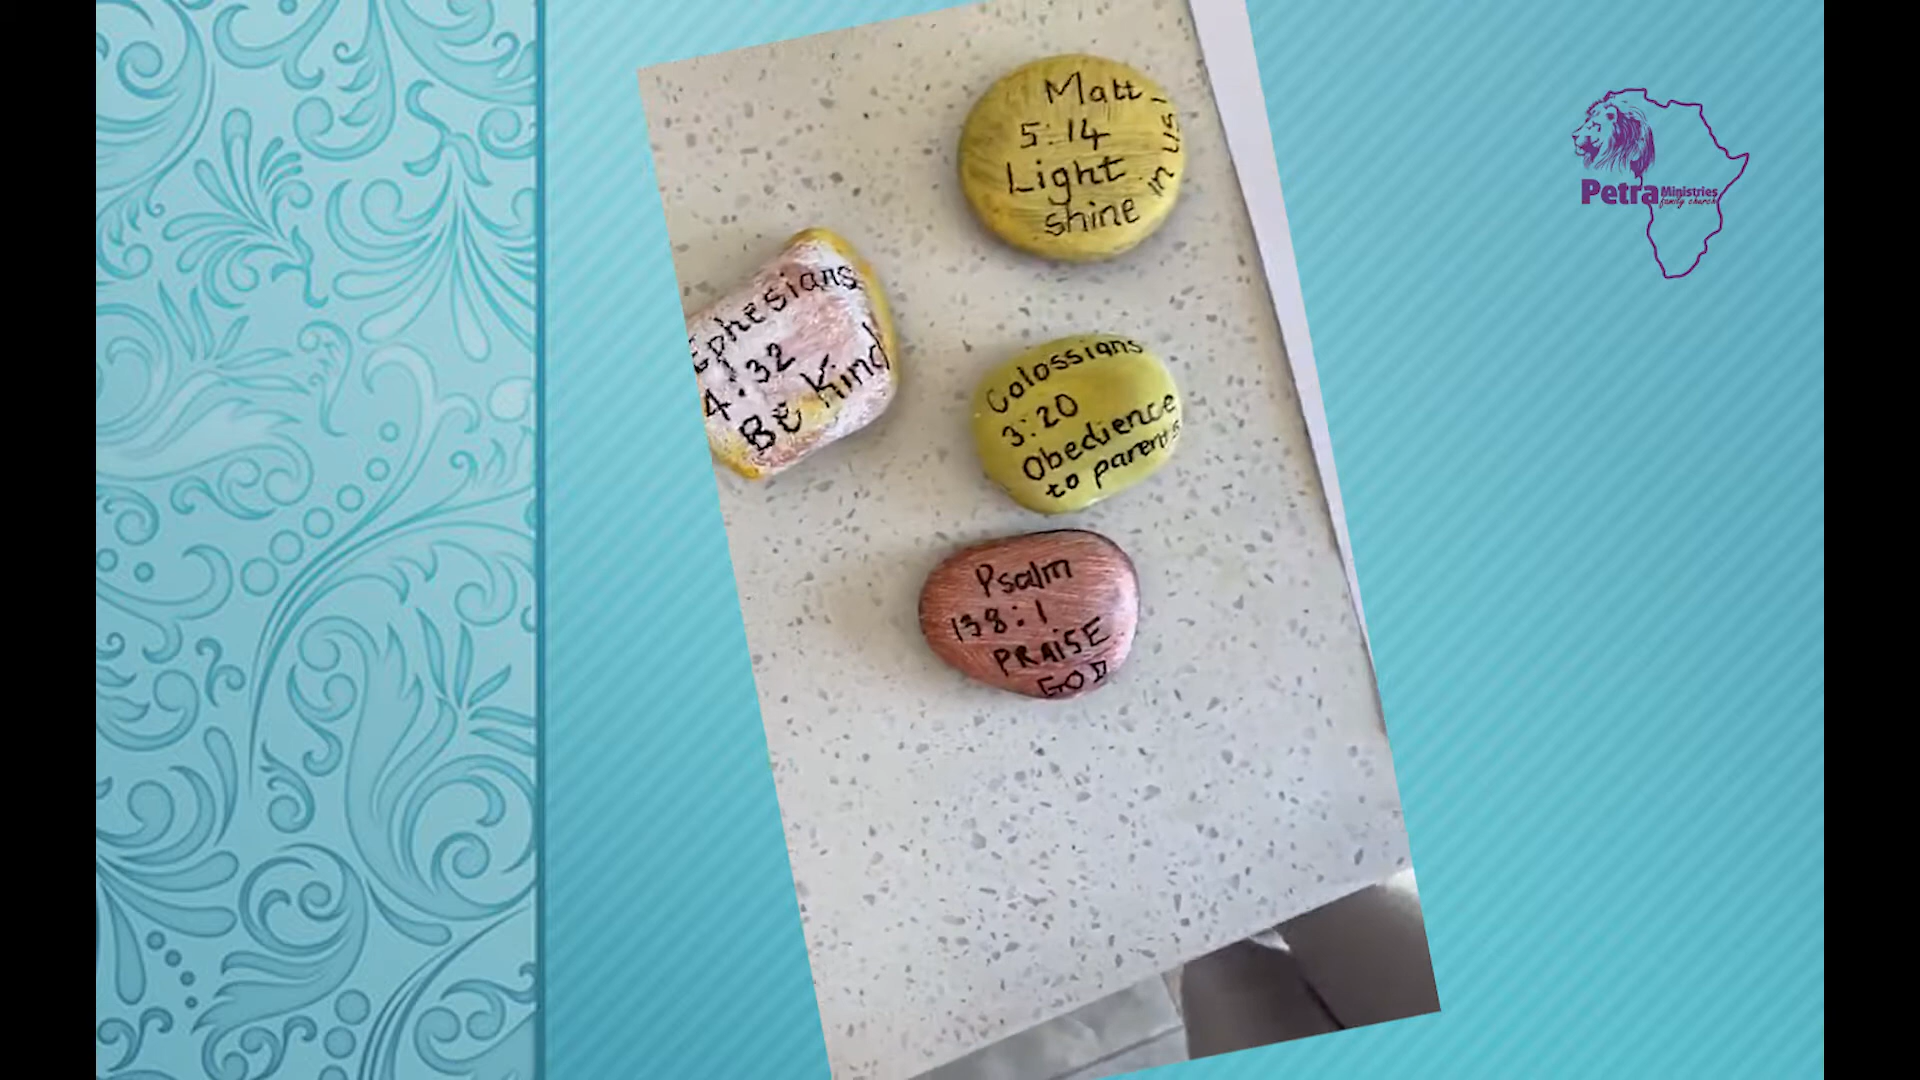 Matt
5:14
Light
shine
in us!
Ephesians
4:32
Be Kind
Colossians
3:20
Obedience
to parents
Psalm
138:1
PRAISE
GOD
Petra Ministries
family church